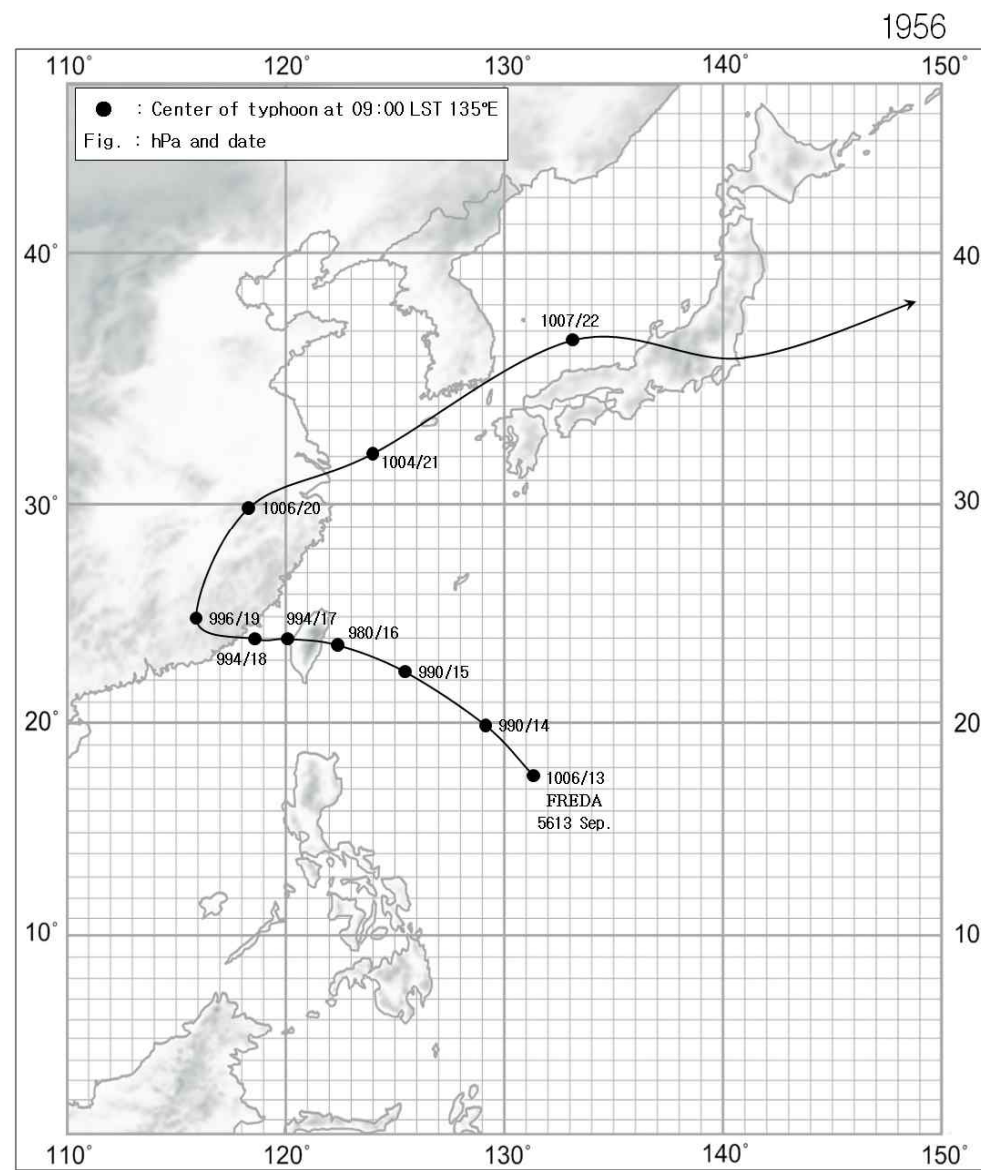 1956
110° 120° 130° 140° 150°
● : Center of typhoon at 09:00 LST 135°E
Fig. : hPa and date
40° 40
1007/22
1004/21
30° 30
1006/20
996/19 994/17
980/16
994/18
990/15
20° 20
990/14
1006/13
FREDA
5613 Sep.
10° 10
110° 120° 130° 140° 150°